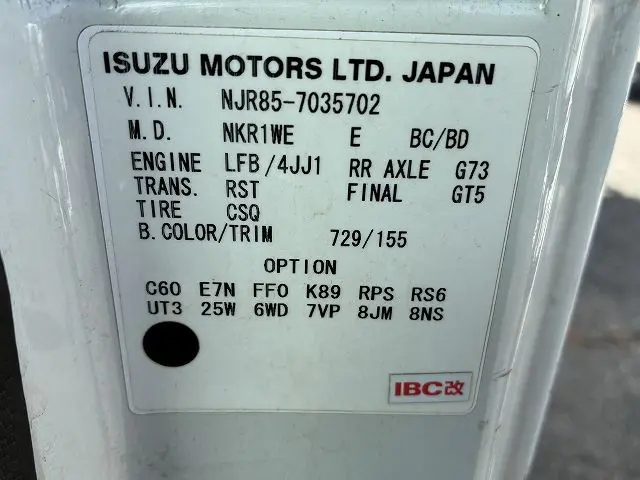 ISUZU MOTORS LTD. JAPAN
V.I.N. NJR85-7035702
M.D. NKR1WE E BC/BD
ENGINE LFB/4JJ1 RR AXLE G73
TRANS. RST FINAL GT5
TIRE CSQ
B.COLOR/TRIM 729/155
OPTION
C60 E7N FF0 K89 RPS RS6
UT3 25W 6WD 7VP 8JM 8NS
IBC改